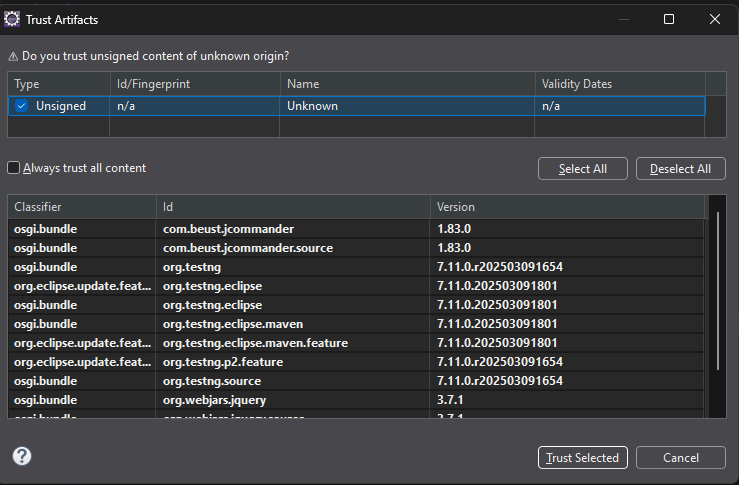 Trust Artifacts
Do you trust unsigned content of unknown origin?
Type Id/Fingerprint Name Validity Dates
Unsigned n/a Unknown n/a
Always trust all content Select All Deselect All
Classifier Id Version
osgi.bundle com.beust.jcommander 1.83.0
osgi.bundle com.beust.jcommander.source 1.83.0
osgi.bundle org.testng 7.11.0.r202503091654
org.eclipse.update.feat... org.testng.eclipse 7.11.0.202503091801
osgi.bundle org.testng.eclipse 7.11.0.202503091801
osgi.bundle org.testng.eclipse.maven 7.11.0.202503091801
org.eclipse.update.feat... org.testng.eclipse.maven.feature 7.11.0.202503091801
org.eclipse.update.feat... org.testng.p2.feature 7.11.0.r202503091654
osgi.bundle org.testng.source 7.11.0.r202503091654
osgi.bundle org.webjars.jquery 3.7.1
? Trust Selected Cancel